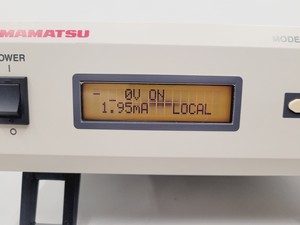 MAMATSU
MODE
POWER
I
- _ 0V ON
1.95mA LOCAL
O